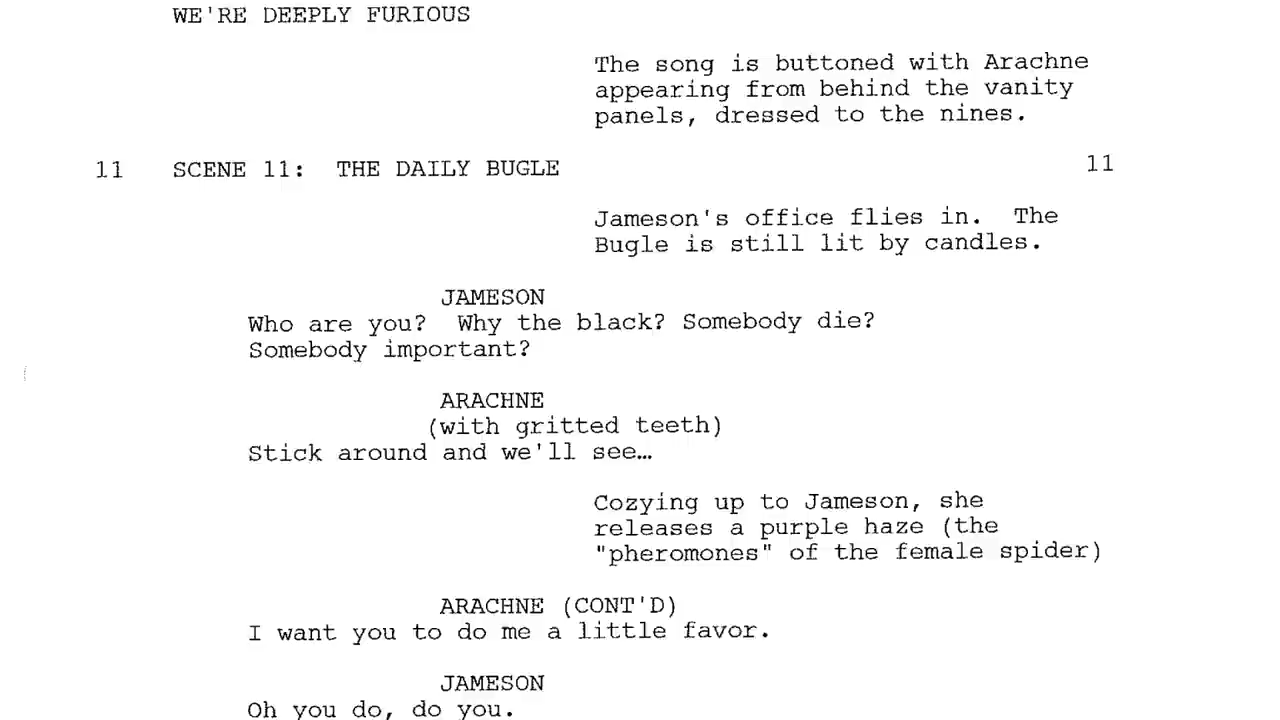 WE'RE DEEPLY FURIOUS
The song is buttoned with Arachne
appearing from behind the vanity
panels, dressed to the nines.
11 SCENE 11: THE DAILY BUGLE 11
Jameson's office flies in. The
Bugle is still lit by candles.
JAMESON
Who are you? Why the black? Somebody die?
Somebody important?
ARACHNE
(with gritted teeth)
Stick around and we'll see…
Cozying up to Jameson, she
releases a purple haze (the
"pheromones" of the female spider)
ARACHNE (CONT'D)
I want you to do me a little favor.
JAMESON
Oh you do, do you.